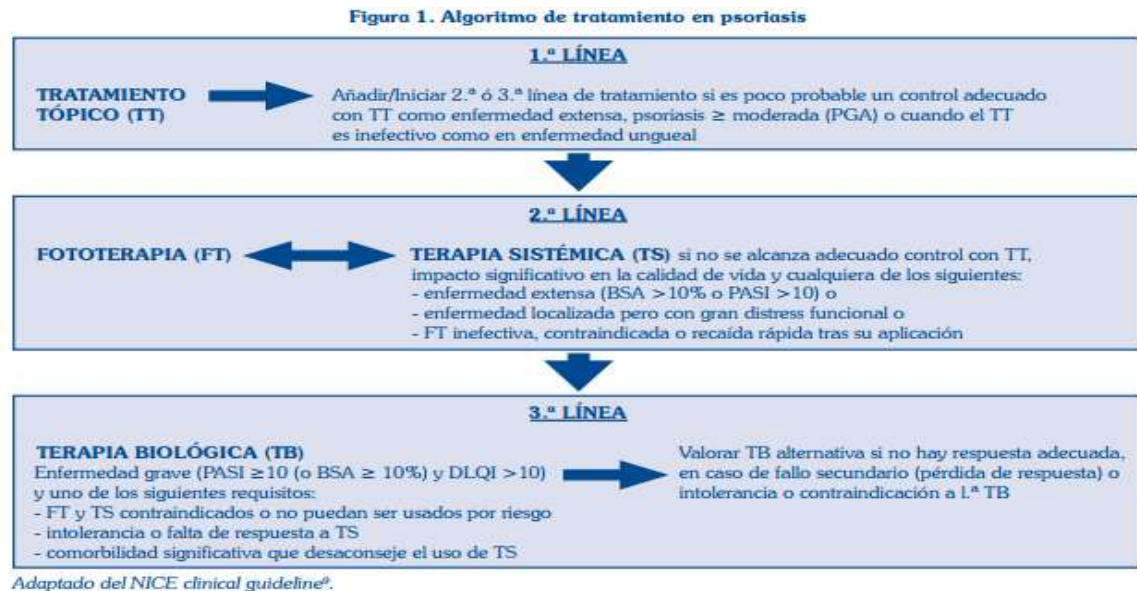 Figura 1. Algoritmo de tratamiento en psoriasis
1.ª LÍNEA
TRATAMIENTO
TÓPICO (TT)
Añadir/Iniciar 2.ª ó 3.ª línea de tratamiento si es poco probable un control adecuado
con TT como enfermedad extensa, psoriasis ≥ moderada (PGA) o cuando el TT
es inefectivo como en enfermedad ungueal
2.ª LÍNEA
FOTOTERAPIA (FT)
TERAPIA SISTÉMICA (TS) si no se alcanza adecuado control con TT,
impacto significativo en la calidad de vida y cualquiera de los siguientes:
- enfermedad extensa (BSA >10% o PASI >10) o
- enfermedad localizada pero con gran distress funcional o
- FT inefectiva, contraindicada o recaída rápida tras su aplicación
3.ª LÍNEA
TERAPIA BIOLÓGICA (TB)
Enfermedad grave (PASI ≥10 (o BSA ≥ 10%) y DLQI >10)
y uno de los siguientes requisitos:
- FT y TS contraindicados o no puedan ser usados por riesgo
- intolerancia o falta de respuesta a TS
- comorbilidad significativa que desaconseje el uso de TS
Valorar TB alternativa si no hay respuesta adecuada,
en caso de fallo secundario (pérdida de respuesta) o
intolerancia o contraindicación a 1.ª TB
Adaptado del NICE clinical guideline⁹.